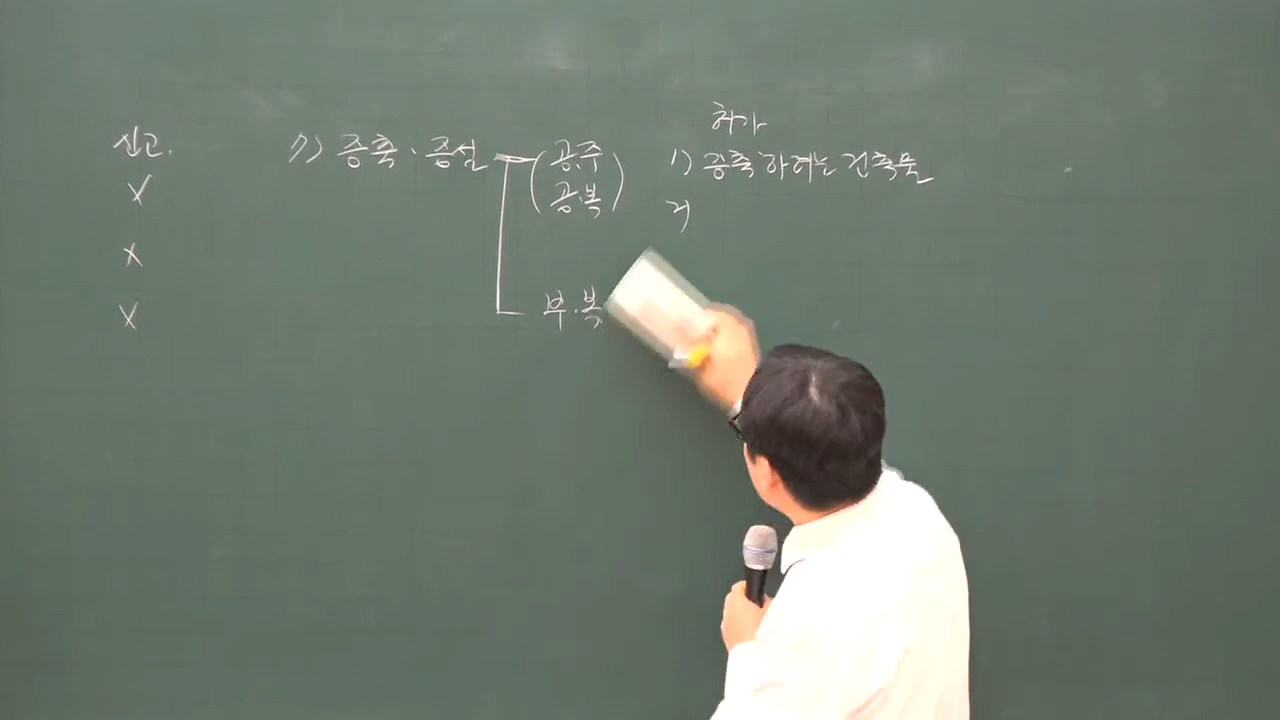 허가
신고.
7) 증축·증설 (공.주 1) 증축하려는 건축물
X 공.복) 2)
X
X 부.복